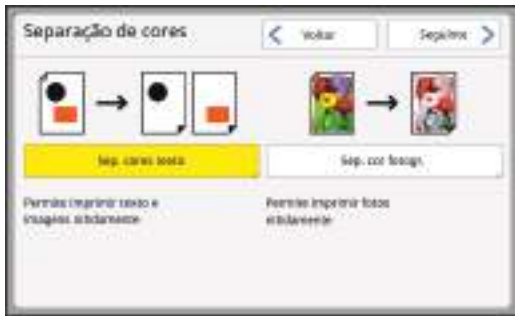 Separação de cores
Voltar
Seguinte
Sep. cores texto
Sep. cor fotogr.
Permite imprimir texto e
imagens nitidamente
Permite imprimir fotos
nitidamente